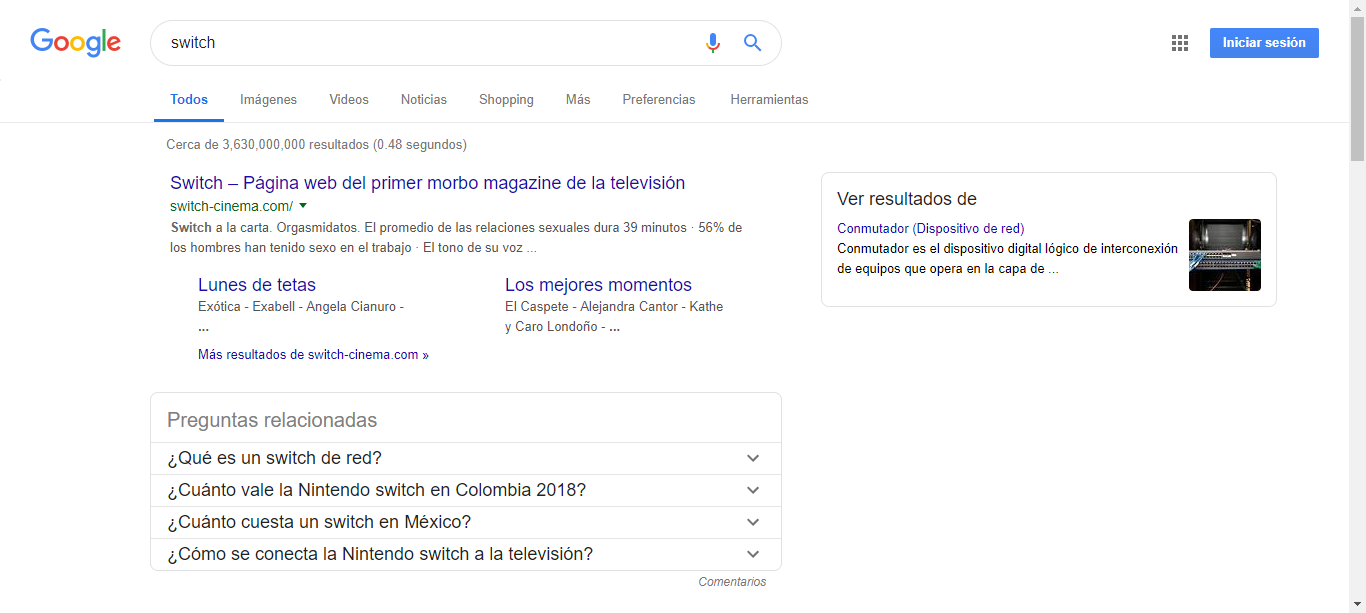 Google
switch
Iniciar sesión
Todos
Imágenes
Videos
Noticias
Shopping
Más
Preferencias
Herramientas
Cerca de 3,630,000,000 resultados (0.48 segundos)
Switch – Página web del primer morbo magazine de la televisión
switch-cinema.com/
Switch a la carta. Orgasmidatos. El promedio de las relaciones sexuales dura 39 minutos · 56% de
los hombres han tenido sexo en el trabajo · El tono de su voz ...
Lunes de tetas
Exótica - Exabell - Angela Cianuro -
...
Los mejores momentos
El Caspete - Alejandra Cantor - Kathe
y Caro Londoño - ...
Más resultados de switch-cinema.com »
Preguntas relacionadas
¿Qué es un switch de red?
¿Cuánto vale la Nintendo switch en Colombia 2018?
¿Cuánto cuesta un switch en México?
¿Cómo se conecta la Nintendo switch a la televisión?
Comentarios
Ver resultados de
Conmutador (Dispositivo de red)
Conmutador es el dispositivo digital lógico de interconexión
de equipos que opera en la capa de ...